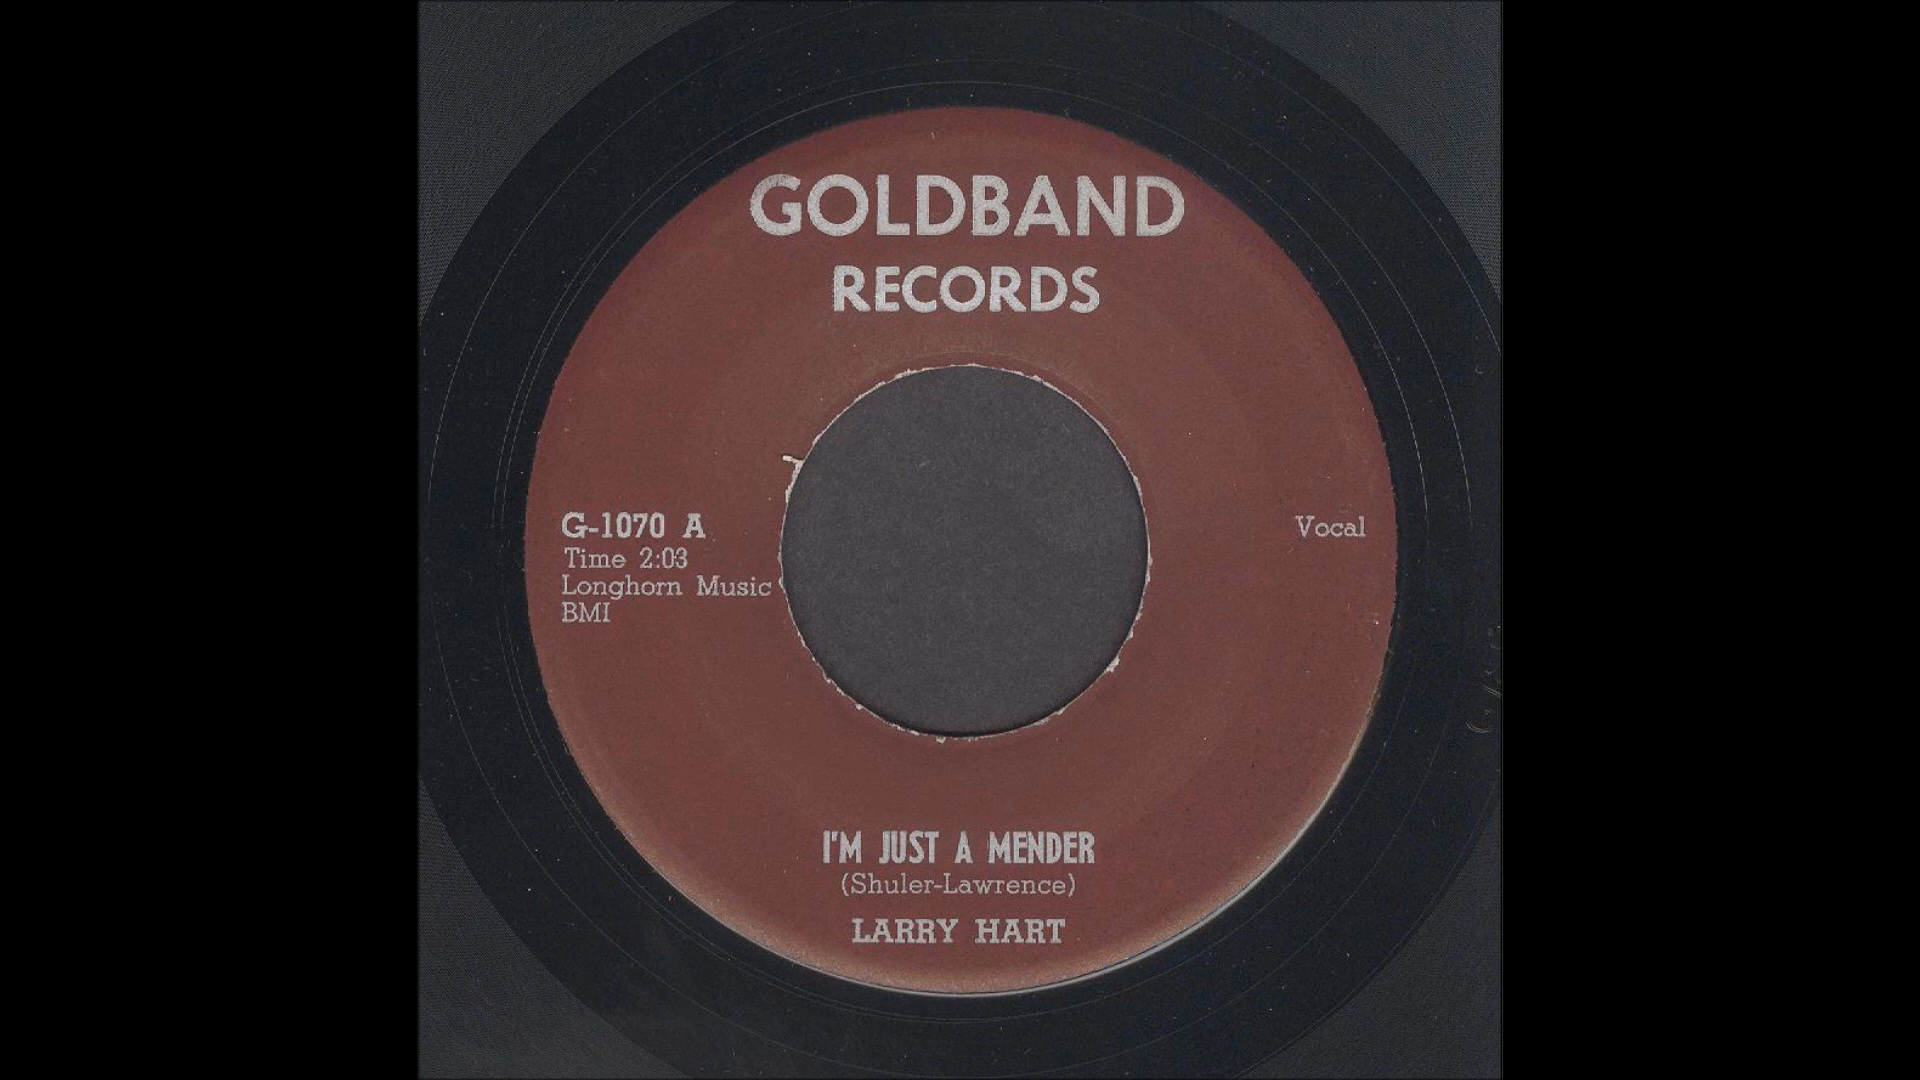 GOLDBAND
RECORDS
G-1070 A
Time 2:03
Longhorn Music
BMI
Vocal
I'M JUST A MENDER
(Shuler-Lawrence)
LARRY HART